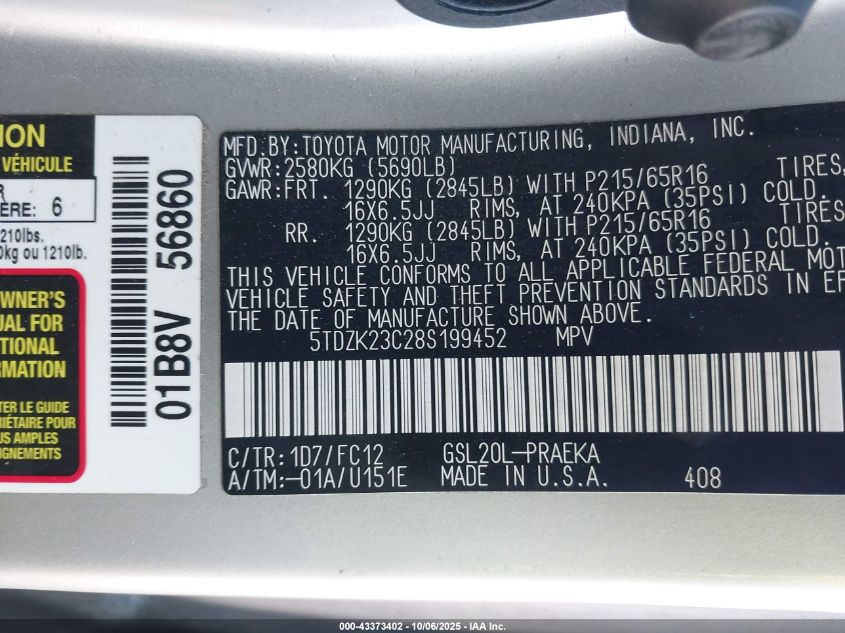 MFD.BY: TOYOTA MOTOR MANUFACTURING, INDIANA, INC.
GVWR: 2580KG (5690LB)
GAWR: FRT. 1290KG (2845LB) WITH P215/65R16 TIRES,
16X6.5JJ RIMS, AT 240KPA (35PSI) COLD.
RR. 1290KG (2845LB) WITH P215/65R16 TIRES
16X6.5JJ RIMS, AT 240KPA (35PSI) COLD.
THIS VEHICLE CONFORMS TO ALL APPLICABLE FEDERAL MOT
VEHICLE SAFETY AND THEFT PREVENTION STANDARDS IN EF
THE DATE OF MANUFACTURE SHOWN ABOVE.
5TDZK23C28S199452 MPV
C/TR: 1D7/FC12 GSL20L-PRAEKA
A/TM:-01A/U151E MADE IN U.S.A. 408
ION
VÉHICULE
R
ÈRE: 6
210lbs.
0kg ou 1210lb.
WNER'S
UAL FOR
TIONAL
RMATION
TER LE GUIDE
PRIÉTAIRE POUR
US AMPLES
IGNEMENTS
01B8V 56860
000-43373402 - 10/06/2025 - IAA Inc.